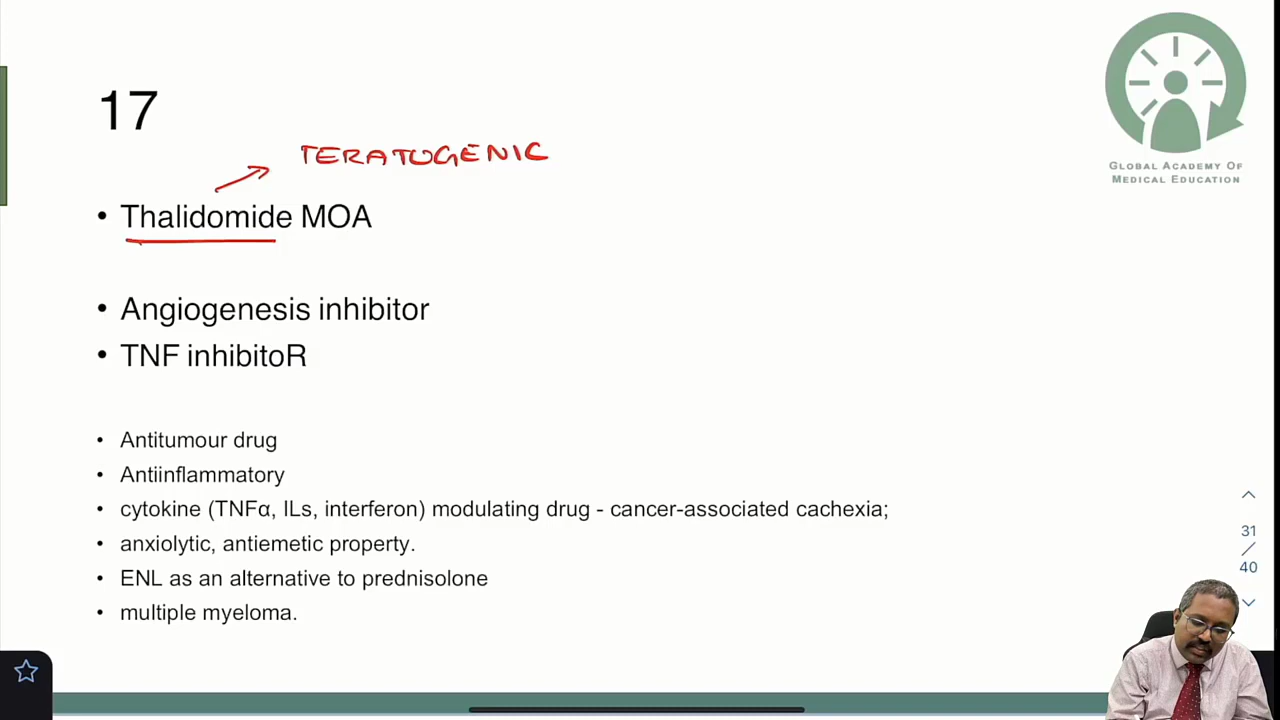 17
TERATOGENIC
• Thalidomide MOA
• Angiogenesis inhibitor
• TNF inhibitoR
• Antitumour drug
• Antiinflammatory
• cytokine (TNFα, ILs, interferon) modulating drug - cancer-associated cachexia;
• anxiolytic, antiemetic property.
• ENL as an alternative to prednisolone
• multiple myeloma.
GLOBAL ACADEMY OF
MEDICAL EDUCATION
31
/
40